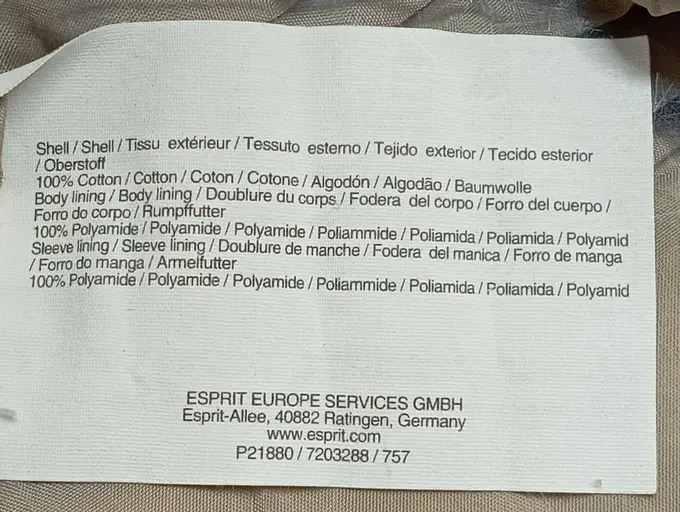 Shell / Shell / Tissu extérieur / Tessuto esterno / Tejido exterior / Tecido esterior
/ Oberstoff
100% Cotton / Cotton / Coton / Cotone / Algodón / Algodão / Baumwolle
Body lining / Body lining / Doublure du corps / Fodera del corpo / Forro del cuerpo /
Forro do corpo / Rumpffutter
100% Polyamide / Polyamide / Polyamide / Poliammide / Poliamida / Poliamida / Polyamid
Sleeve lining / Sleeve lining / Doublure de manche / Fodera del manica / Forro de manga
/ Forro do manga / Armelfutter
100% Polyamide / Polyamide / Polyamide / Poliammide / Poliamida / Poliamida / Polyamid
ESPRIT EUROPE SERVICES GMBH
Esprit-Allee, 40882 Ratingen, Germany
www.esprit.com
P21880 / 7203288 / 757